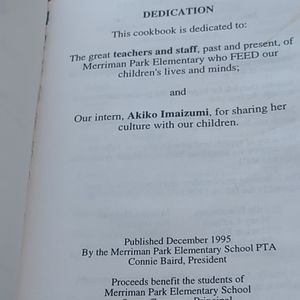 DEDICATION
This cookbook is dedicated to:
The great teachers and staff, past and present, of
Merriman Park Elementary who FEED our
children's lives and minds;
and
Our intern, Akiko Imaizumi, for sharing her
culture with our children.
Published December 1995
By the Merriman Park Elementary School PTA
Connie Baird, President
Proceeds benefit the students of
Merriman Park Elementary School
Principal